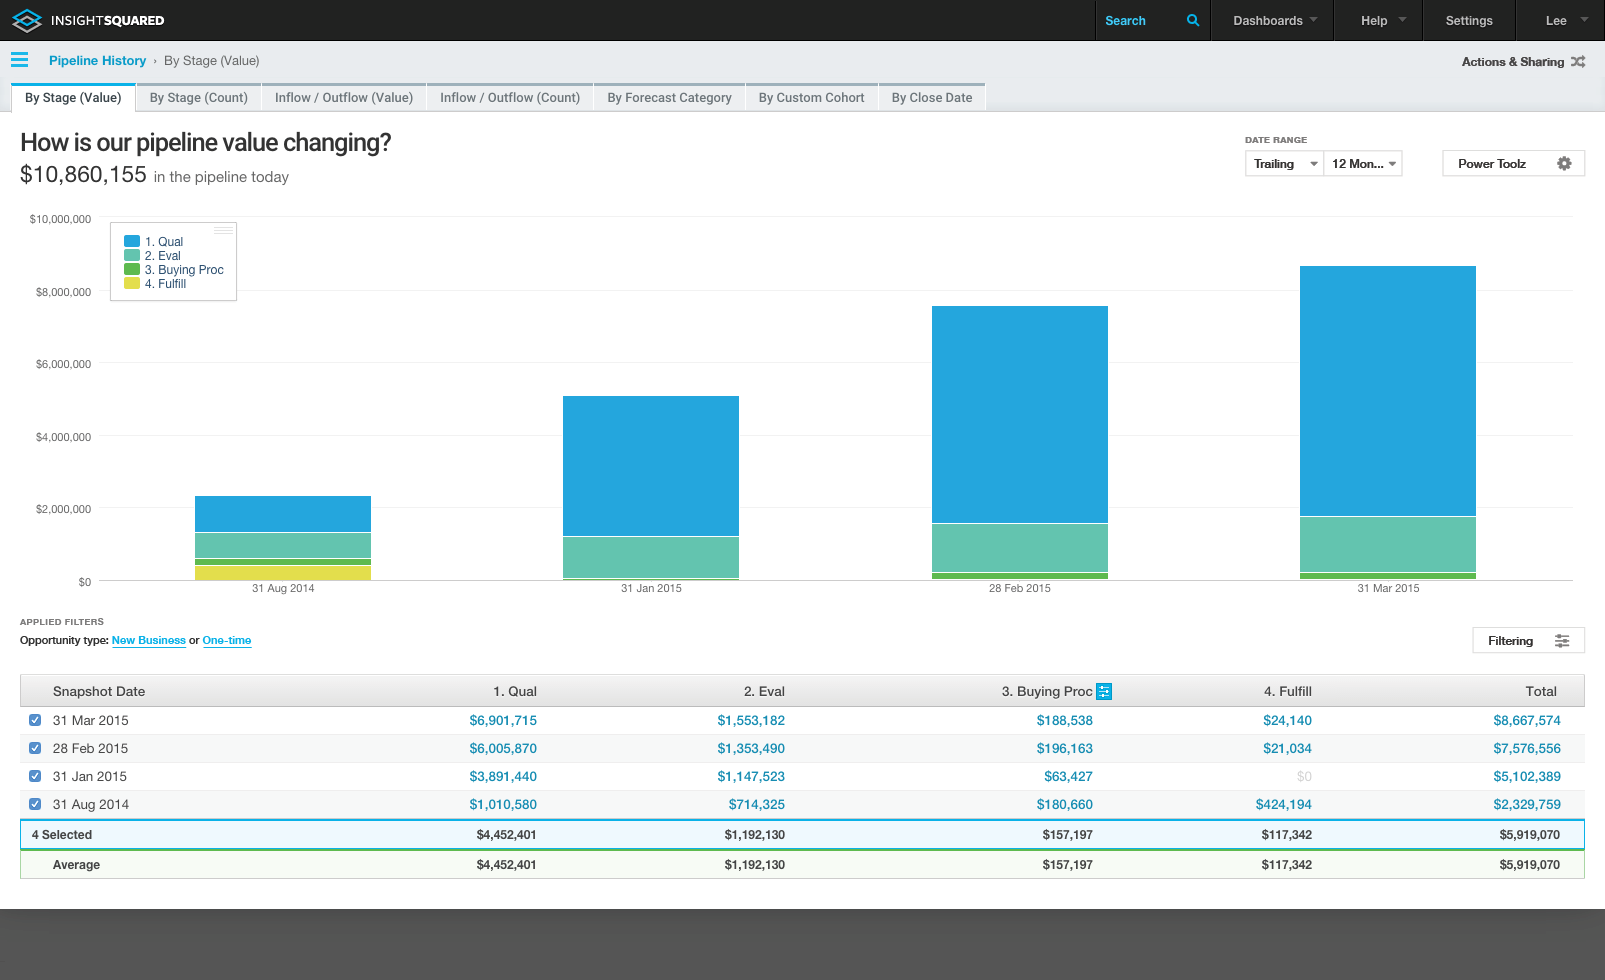 INSIGHTSQUARED Search Dashboards Help Settings Lee
Pipeline History › By Stage (Value) Actions & Sharing
By Stage (Value) By Stage (Count) Inflow / Outflow (Value) Inflow / Outflow (Count) By Forecast Category By Custom Cohort By Close Date
How is our pipeline value changing?
$10,860,155 in the pipeline today
DATE RANGE
Trailing 12 Mon... Power Toolz
$10,000,000
$8,000,000
$6,000,000
$4,000,000
$2,000,000
$0
1. Qual
2. Eval
3. Buying Proc
4. Fulfill
31 Aug 2014 31 Jan 2015 28 Feb 2015 31 Mar 2015
APPLIED FILTERS
Opportunity type: New Business or One-time
Filtering
Snapshot Date 1. Qual 2. Eval 3. Buying Proc 4. Fulfill Total
31 Mar 2015 $6,901,715 $1,553,182 $188,538 $24,140 $8,667,574
28 Feb 2015 $6,005,870 $1,353,490 $196,163 $21,034 $7,576,556
31 Jan 2015 $3,891,440 $1,147,523 $63,427 $0 $5,102,389
31 Aug 2014 $1,010,580 $714,325 $180,660 $424,194 $2,329,759
4 Selected $4,452,401 $1,192,130 $157,197 $117,342 $5,919,070
Average $4,452,401 $1,192,130 $157,197 $117,342 $5,919,070